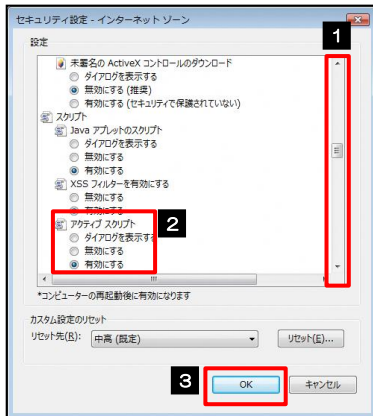 セキュリティ設定 - インターネット ゾーン
1
設定
未署名の ActiveX コントロールのダウンロード
ダイアログを表示する
無効にする (推奨)
有効にする (セキュリティで保護されていない)
スクリプト
Java アプレットのスクリプト
ダイアログを表示する
無効にする
有効にする
XSS フィルターを有効にする
無効にする
有効にする
アクティブ スクリプト
2
ダイアログを表示する
無効にする
有効にする
*コンピューターの再起動後に有効になります
カスタム設定のリセット
リセット先(R): 中高 (既定) リセット(E)...
3
OK キャンセル